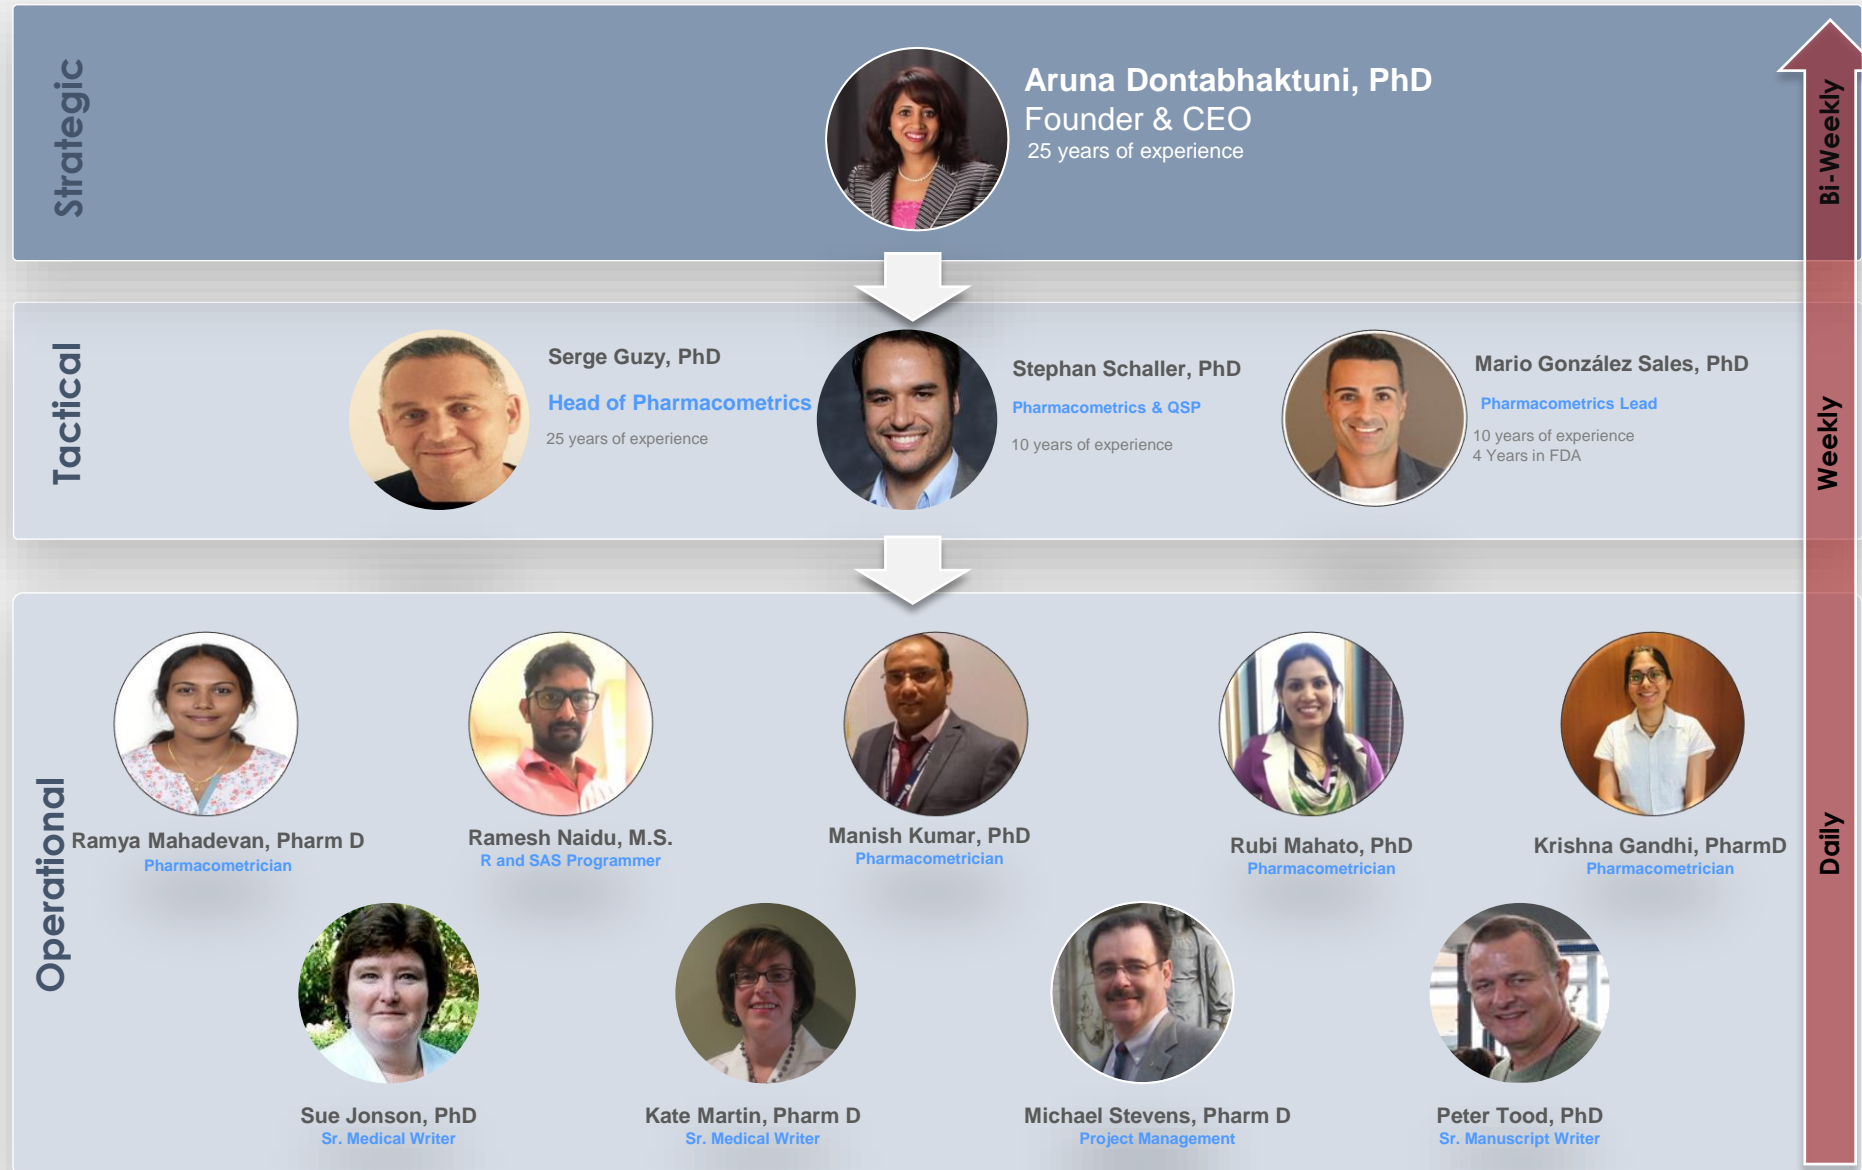 Strategic
Aruna Dontabhaktuni, PhD
Founder & CEO
25 years of experience
Bi-Weekly
Tactical
Serge Guzy, PhD
Head of Pharmacometrics
25 years of experience
Stephan Schaller, PhD
Pharmacometrics & QSP
10 years of experience
Mario González Sales, PhD
Pharmacometrics Lead
10 years of experience
4 Years in FDA
Weekly
Operational
Ramya Mahadevan, Pharm D
Pharmacometrician
Ramesh Naidu, M.S.
R and SAS Programmer
Manish Kumar, PhD
Pharmacometrician
Rubi Mahato, PhD
Pharmacometrician
Krishna Gandhi, PharmD
Pharmacometrician
Daily
Sue Jonson, PhD
Sr. Medical Writer
Kate Martin, Pharm D
Sr. Medical Writer
Michael Stevens, Pharm D
Project Management
Peter Tood, PhD
Sr. Manuscript Writer